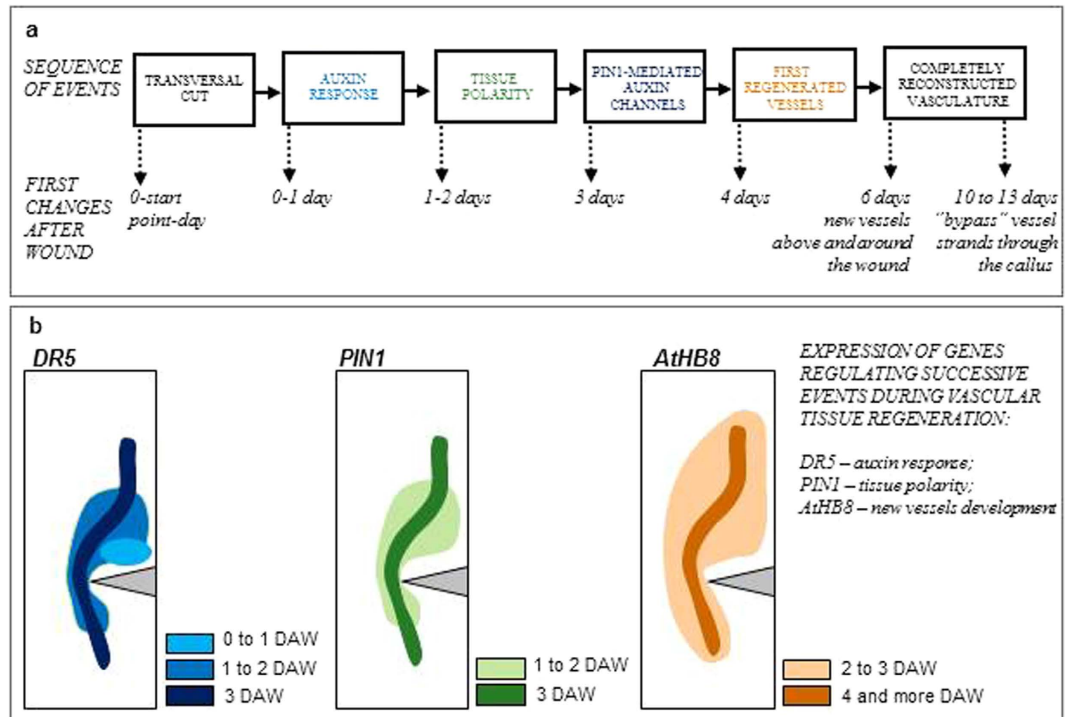 a
SEQUENCE
OF EVENTS
TRANSVERSAL
CUT
AUXIN
RESPONSE
TISSUE
POLARITY
PIN1-MEDIATED
AUXIN
CHANNELS
FIRST
REGENERATED
VESSELS
COMPLETELY
RECONSTRUCTED
VASCULATURE
FIRST
CHANGES
AFTER
WOUND
0-start
point-day
0-1 day
1-2 days
3 days
4 days
6 days
new vessels
above and around
the wound
10 to 13 days
"bypass" vessel
strands through
the callus
b
DR5
0 to 1 DAW
1 to 2 DAW
3 DAW
PIN1
1 to 2 DAW
3 DAW
AtHB8
2 to 3 DAW
4 and more DAW
EXPRESSION OF GENES
REGULATING SUCCESSIVE
EVENTS DURING VASCULAR
TISSUE REGENERATION:
DR5 – auxin response;
PIN1 – tissue polarity;
AtHB8 – new vessels development